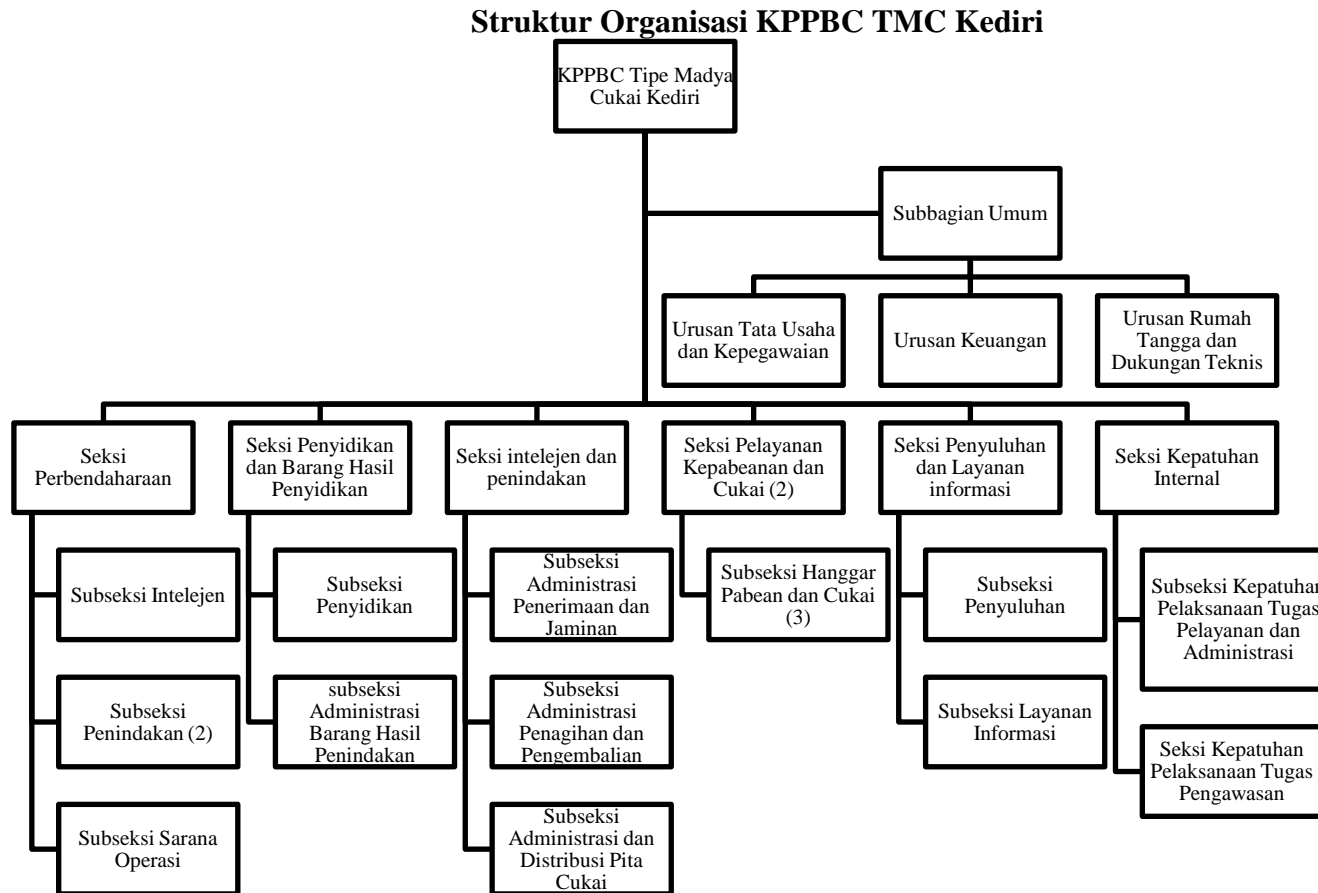 Struktur Organisasi KPPBC TMC Kediri
KPPBC Tipe Madya
Cukai Kediri
Subbagian Umum
Urusan Tata Usaha
dan Kepegawaian
Urusan Keuangan
Urusan Rumah
Tangga dan
Dukungan Teknis
Seksi
Perbendaharaan
Seksi Penyidikan
dan Barang Hasil
Penyidikan
Seksi intelejen dan
penindakan
Seksi Pelayanan
Kepabeanan dan
Cukai (2)
Seksi Penyuluhan
dan Layanan
informasi
Seksi Kepatuhan
Internal
Subseksi Intelejen
Subseksi
Penindakan (2)
Subseksi Sarana
Operasi
Subseksi
Penyidikan
subseksi
Administrasi
Barang Hasil
Penindakan
Subseksi
Administrasi
Penerimaan dan
Jaminan
Subseksi
Administrasi
Penagihan dan
Pengembalian
Subseksi
Administrasi dan
Distribusi Pita
Cukai
Subseksi Hanggar
Pabean dan Cukai
(3)
Subseksi
Penyuluhan
Subseksi Layanan
Informasi
Subseksi Kepatuhan
Pelaksanaan Tugas
Pelayanan dan
Administrasi
Seksi Kepatuhan
Pelaksanaan Tugas
Pengawasan